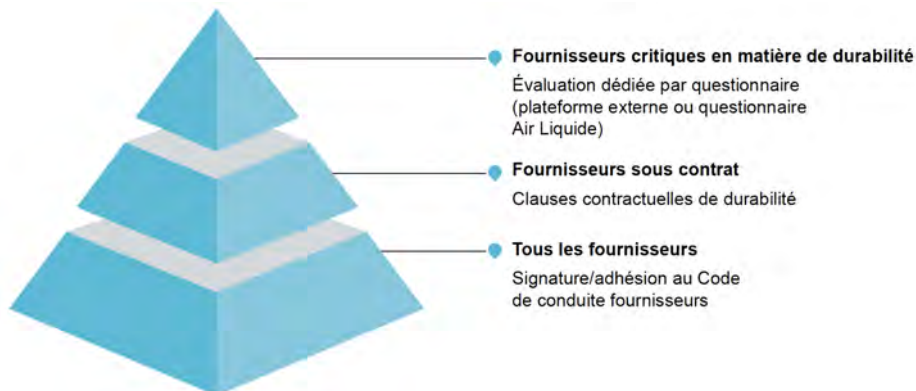 Fournisseurs critiques en matière de durabilité
Évaluation dédiée par questionnaire
(plateforme externe ou questionnaire
Air Liquide)
Fournisseurs sous contrat
Clauses contractuelles de durabilité
Tous les fournisseurs
Signature/adhésion au Code
de conduite fournisseurs